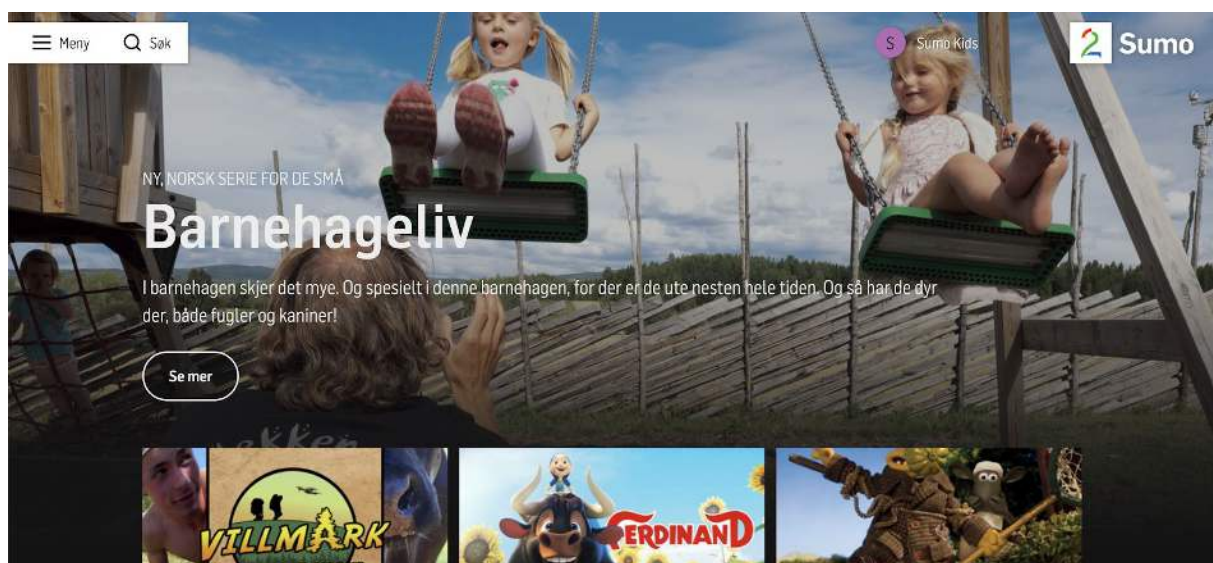 Meny
Søk
S
Sumo Kids
2 Sumo
NY, NORSK SERIE FOR DE SMÅ
Barnehageliv
I barnehagen skjer det mye. Og spesielt i denne barnehagen, for der er de ute nesten hele tiden. Og så har de dyr
der, både fugler og kaniner!
Se mer
VILLMARK
FERDINAND